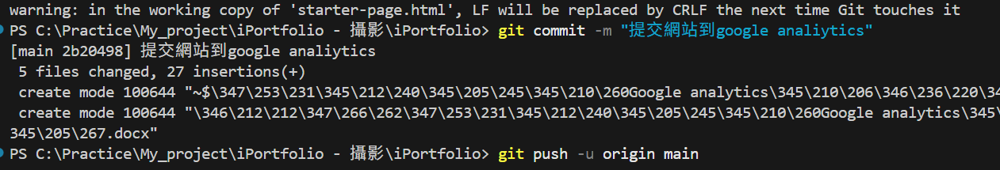 warning: in the working copy of 'starter-page.html', LF will be replaced by CRLF the next time Git touches it
PS C:\Practice\My_project\iPortfolio - 攝影\iPortfolio> git commit -m "提交網站到google analiytics"
[main 2b20498] 提交網站到google analiytics
 5 files changed, 27 insertions(+)
 create mode 100644 "~$\347\253\231\345\212\240\345\205\245\345\210\260Google analytics\345\210\206\346\236\220\34
 create mode 100644 "\346\212\212\347\266\262\347\253\231\345\212\240\345\205\245\345\210\260Google analytics\345\
345\205\267.docx"
PS C:\Practice\My_project\iPortfolio - 攝影\iPortfolio> git push -u origin main